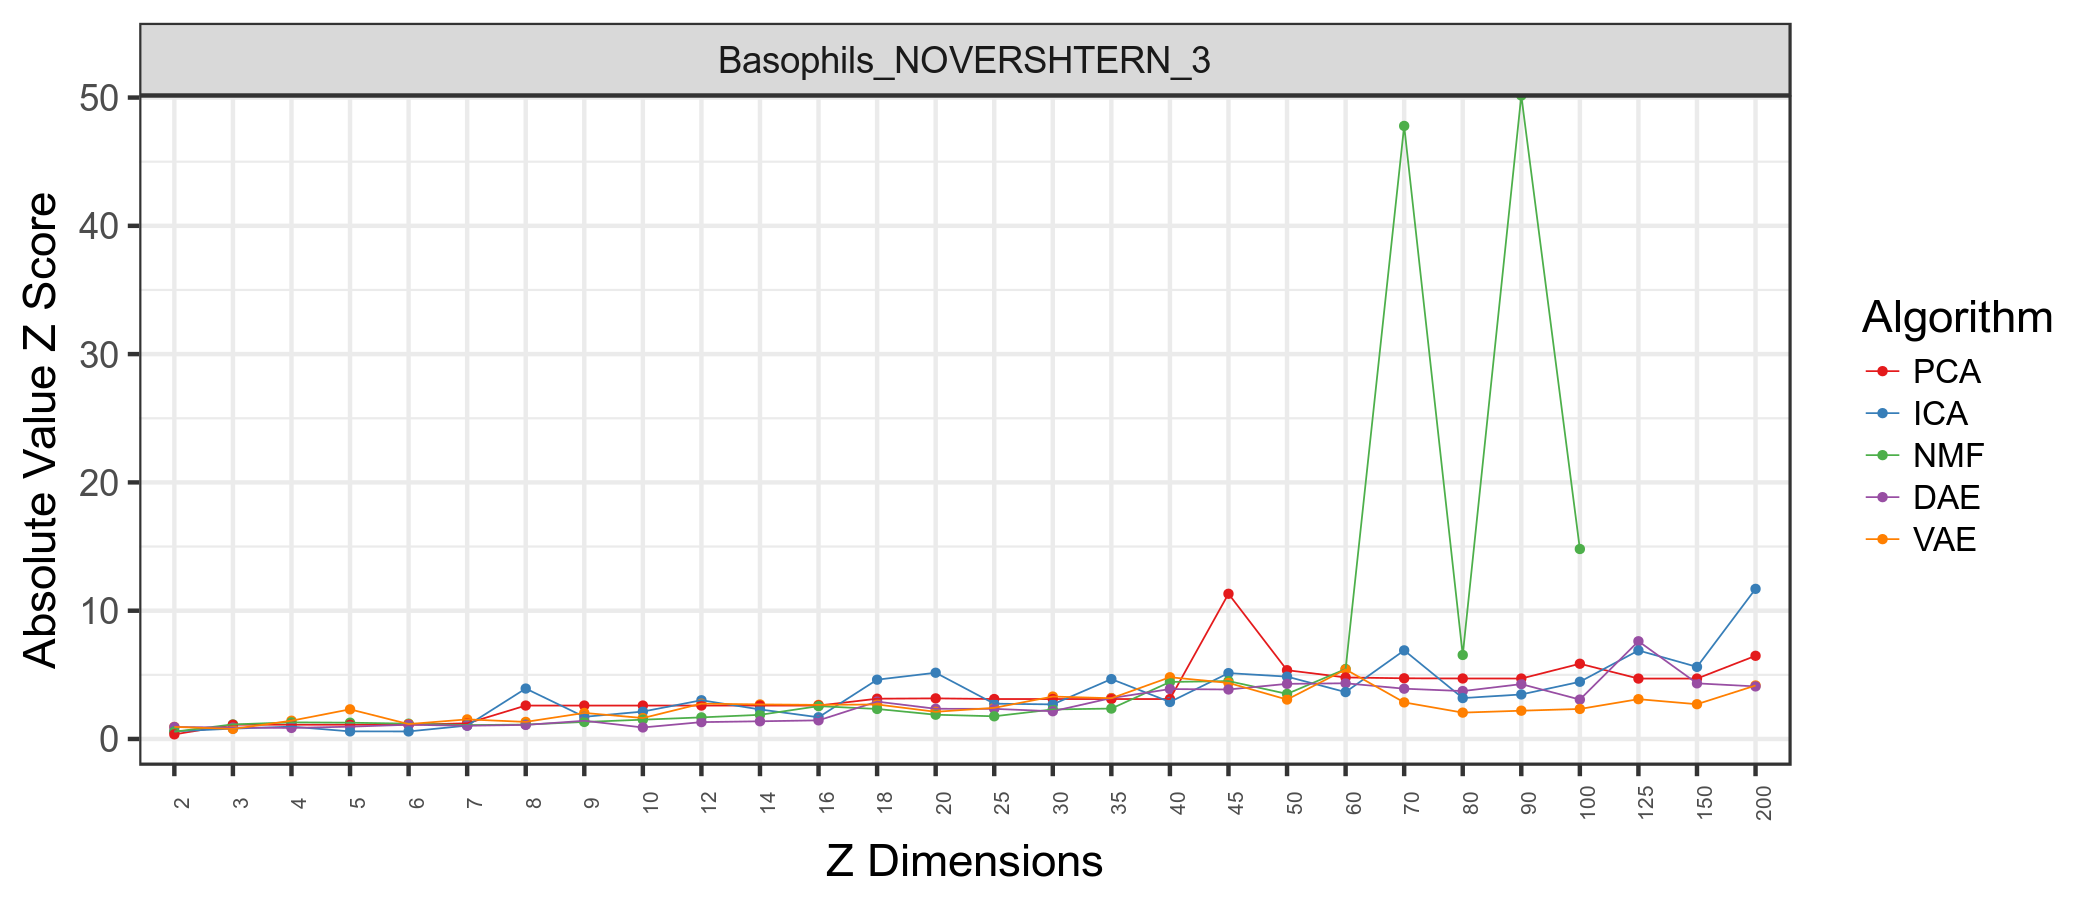 Basophils_NOVERSHTERN_3
50
40
30
20
10
0
Absolute Value Z Score
2 3 4 5 6 7 8 9 10 12 14 16 18 20 25 30 35 40 45 50 60 70 80 90 100 125 150 200
Z Dimensions
Algorithm
PCA
ICA
NMF
DAE
VAE